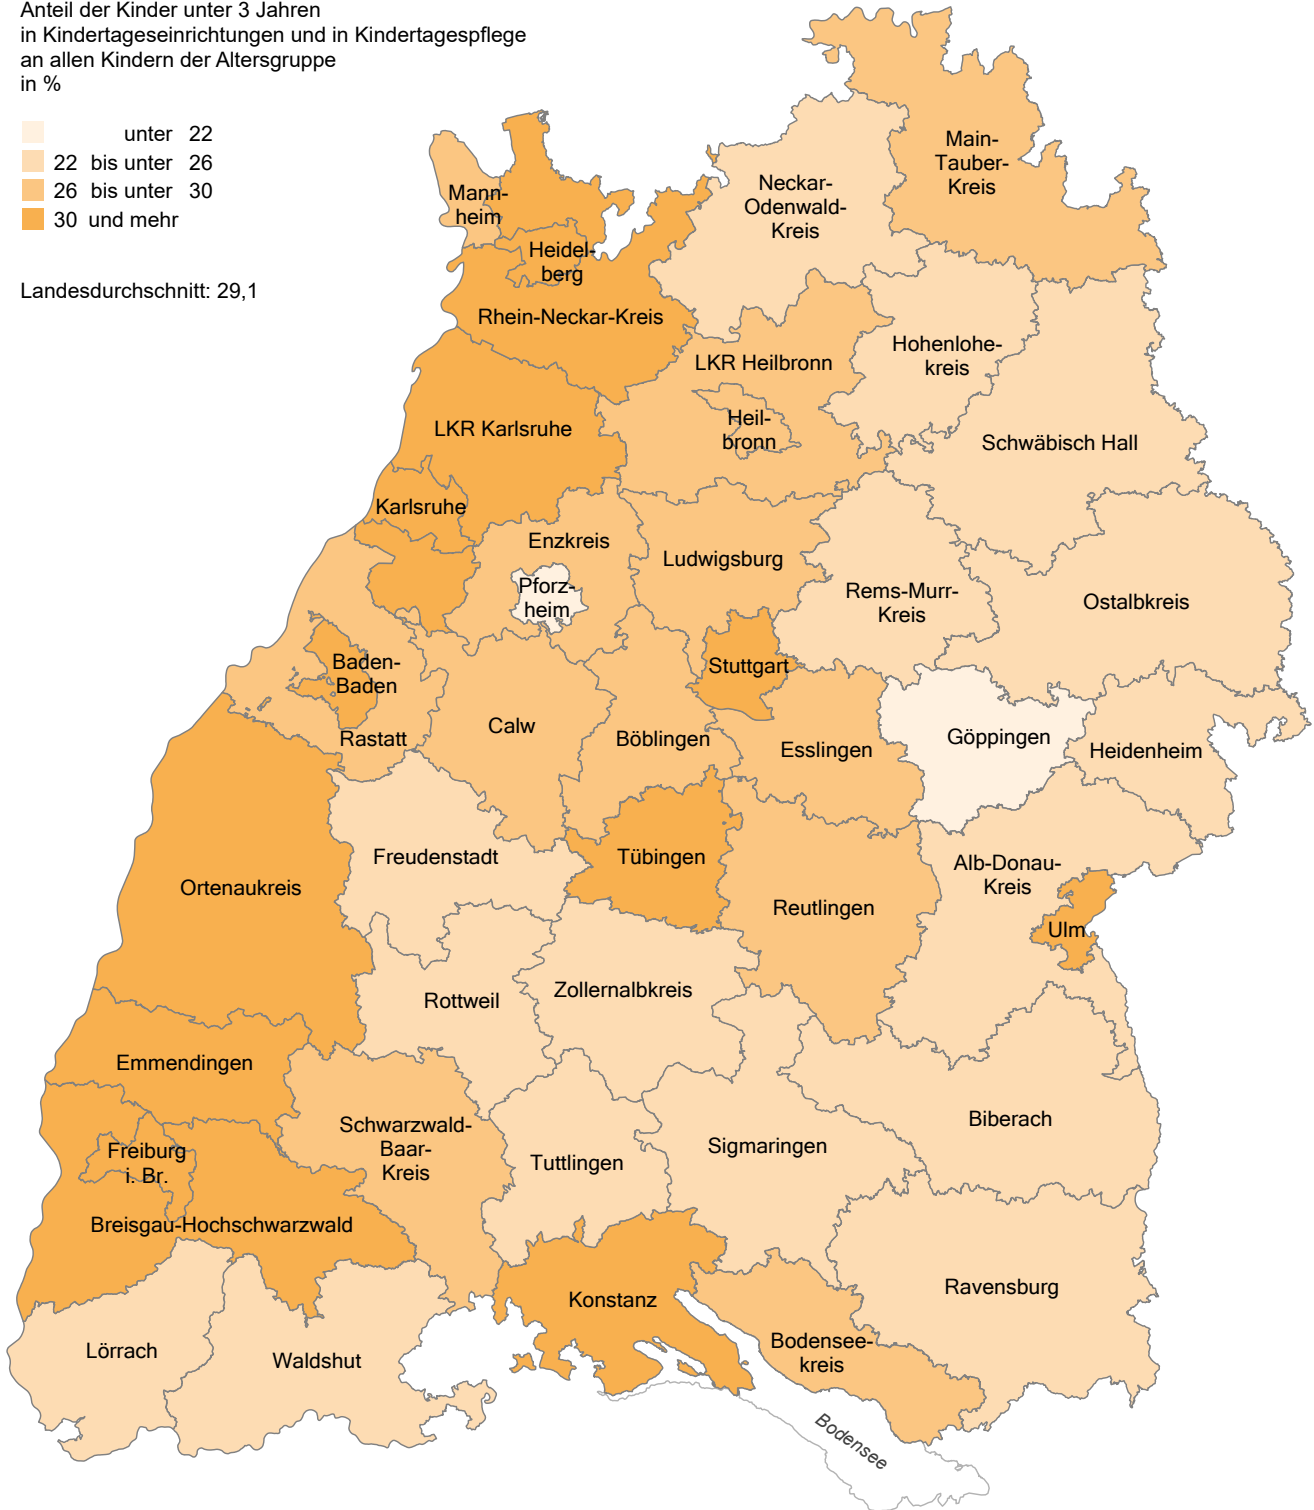 Anteil der Kinder unter 3 Jahren
in Kindertageseinrichtungen und in Kindertagespflege
an allen Kindern der Altersgruppe
in %
unter 22
22 bis unter 26
26 bis unter 30
30 und mehr
Landesdurchschnitt: 29,1
Main-
Tauber-
Kreis
Neckar-
Odenwald-
Kreis
Mann-
heim
Heidel-
berg
Rhein-Neckar-Kreis
Hohenlohe-
kreis
LKR Heilbronn
Heil-
bronn
LKR Karlsruhe
Schwäbisch Hall
Karlsruhe
Enzkreis
Ludwigsburg
Pforz-
heim
Rems-Murr-
Kreis
Ostalbkreis
Baden-
Baden
Stuttgart
Rastatt
Calw
Böblingen
Esslingen
Göppingen
Heidenheim
Freudenstadt
Tübingen
Alb-Donau-
Kreis
Ortenaukreis
Reutlingen
Ulm
Rottweil
Zollernalbkreis
Emmendingen
Schwarzwald-
Baar-
Kreis
Biberach
Freiburg
i. Br.
Tuttlingen
Sigmaringen
Breisgau-Hochschwarzwald
Konstanz
Ravensburg
Lörrach
Waldshut
Bodensee-
kreis
Bodensee